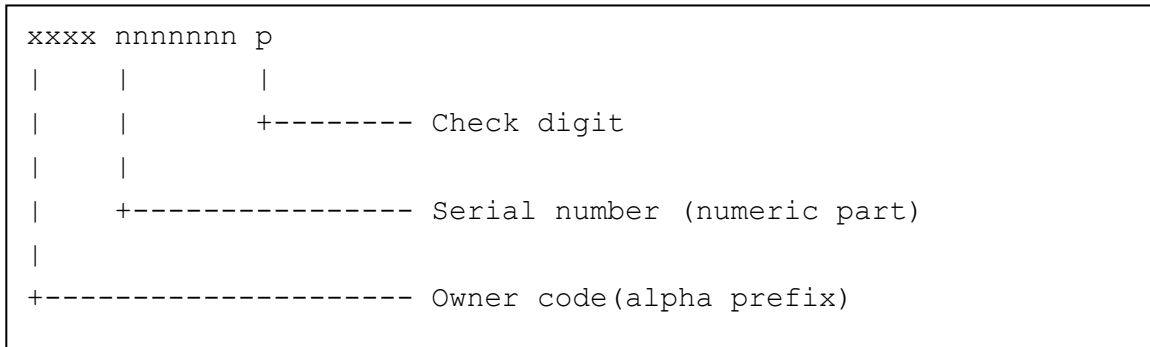 xxxx nnnnnnn p
|    |       |
|    |       +-------- Check digit
|    |
|    +---------------- Serial number (numeric part)
|
+--------------------- Owner code(alpha prefix)